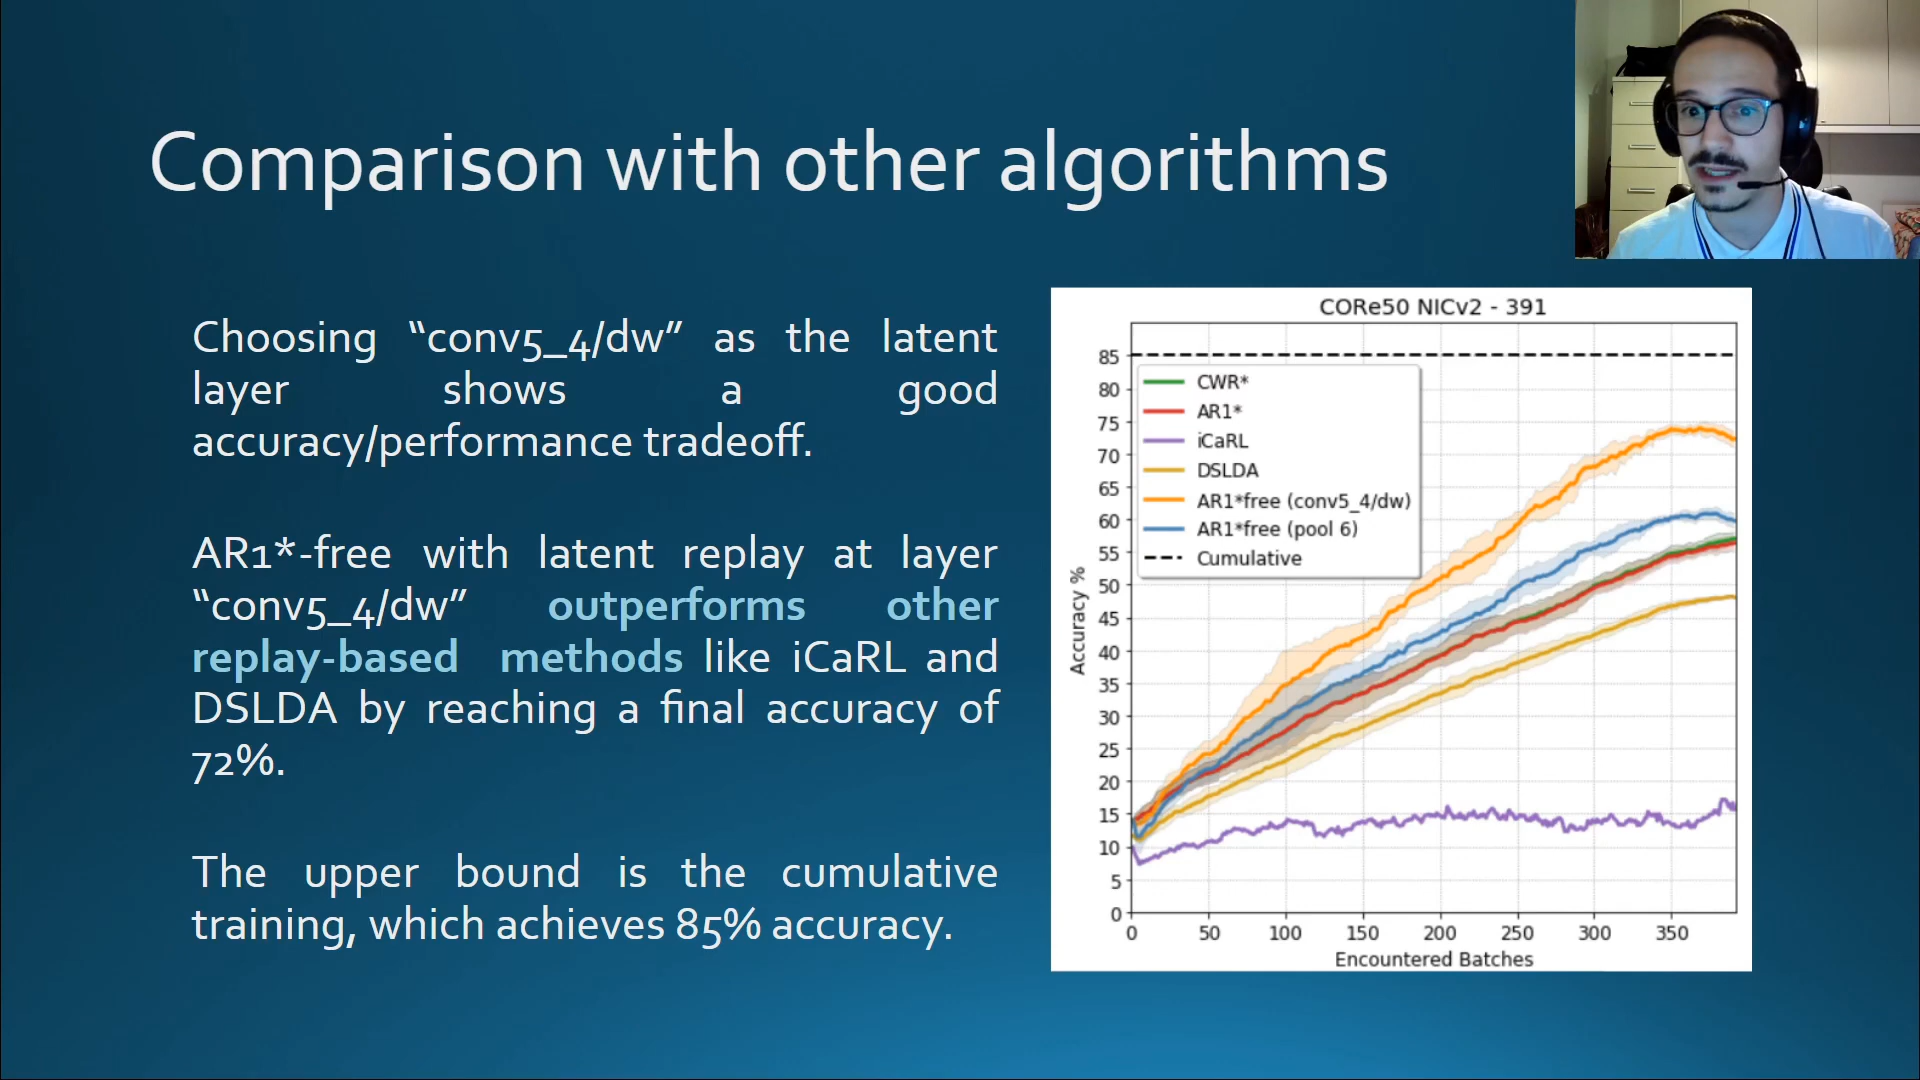 Comparison with other algorithms
Choosing “conv5_4/dw” as the latent
layer shows a good
accuracy/performance tradeoff.
AR1*-free with latent replay at layer
“conv5_4/dw” outperforms other
replay-based methods like iCaRL and
DSLDA by reaching a final accuracy of
72%.
The upper bound is the cumulative
training, which achieves 85% accuracy.
CORe50 NICv2 - 391
85
80
75
70
65
60
55
50
45
40
35
30
25
20
15
10
5
0
Accuracy %
CWR*
AR1*
iCaRL
DSLDA
AR1*free (conv5_4/dw)
AR1*free (pool 6)
Cumulative
0 50 100 150 200 250 300 350
Encountered Batches